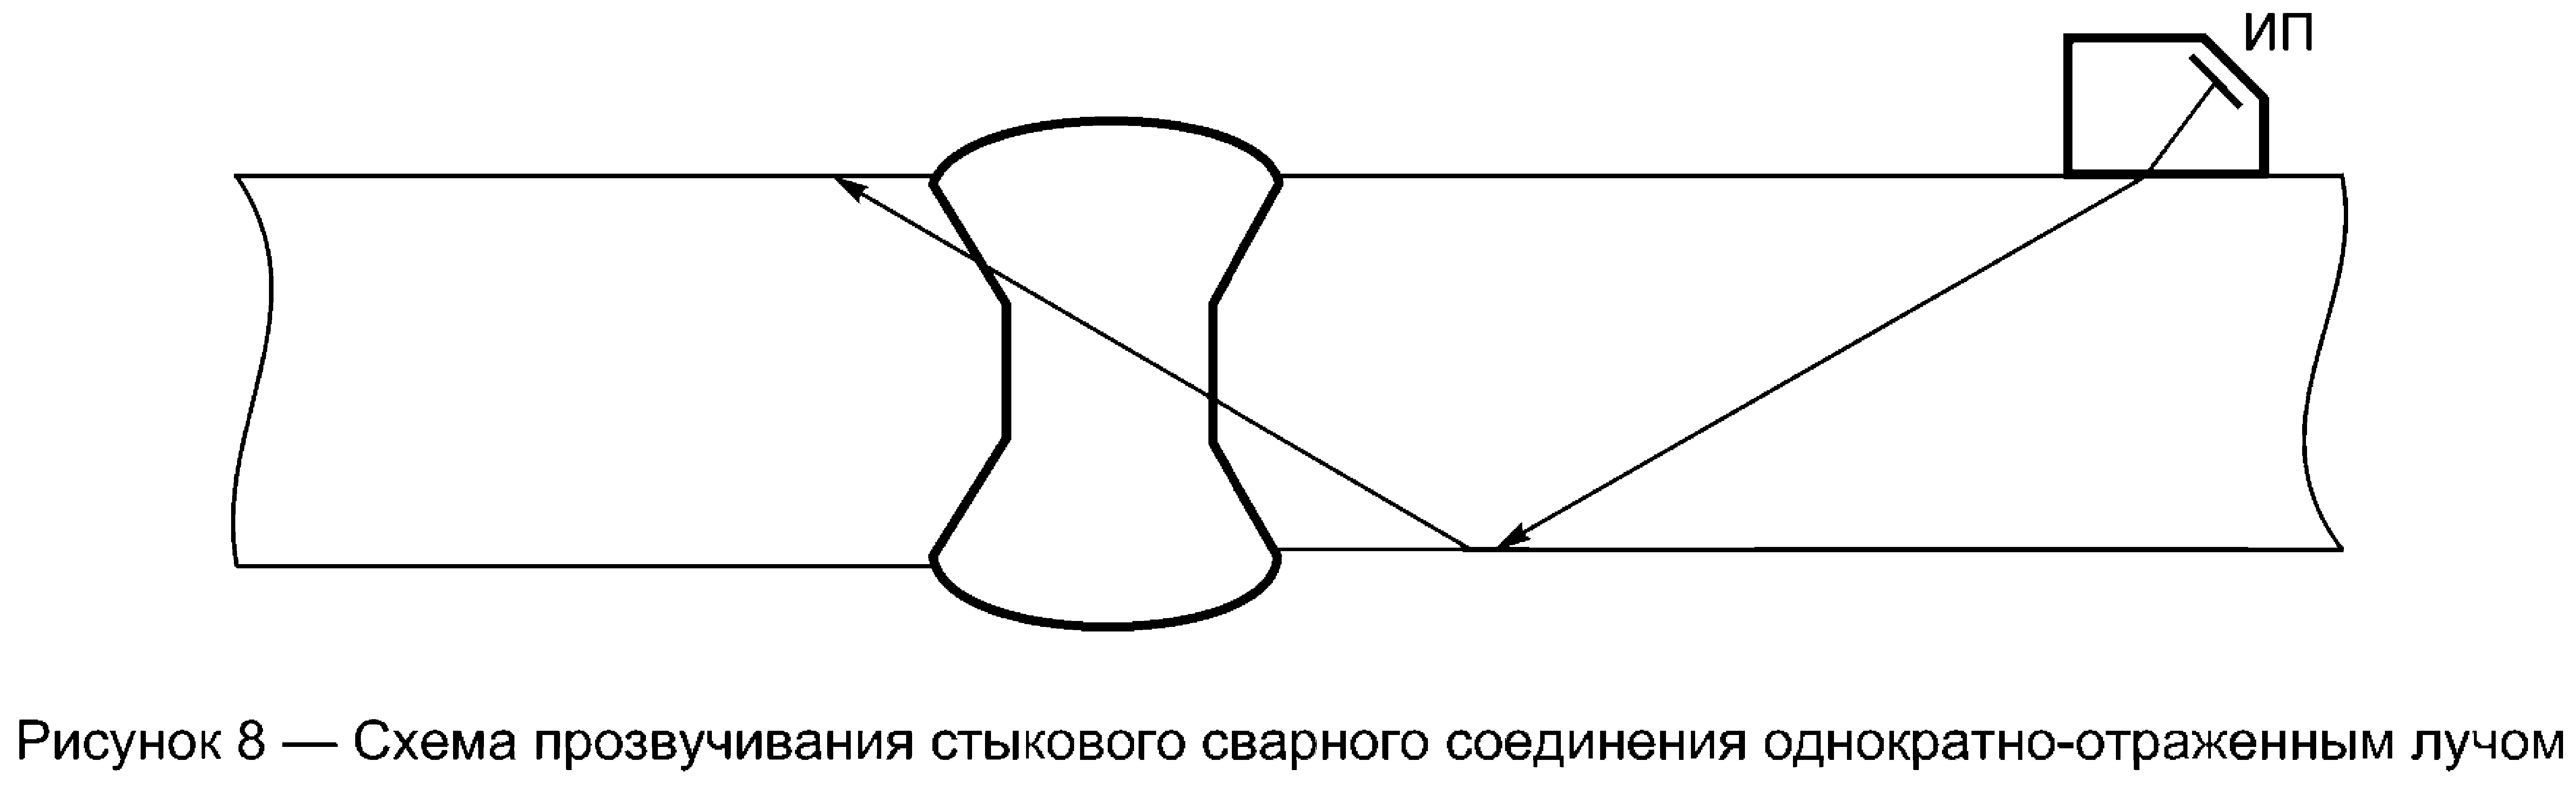 ИП
Рисунок 8 — Схема прозвучивания стыкового сварного соединения однократно-отраженным лучом